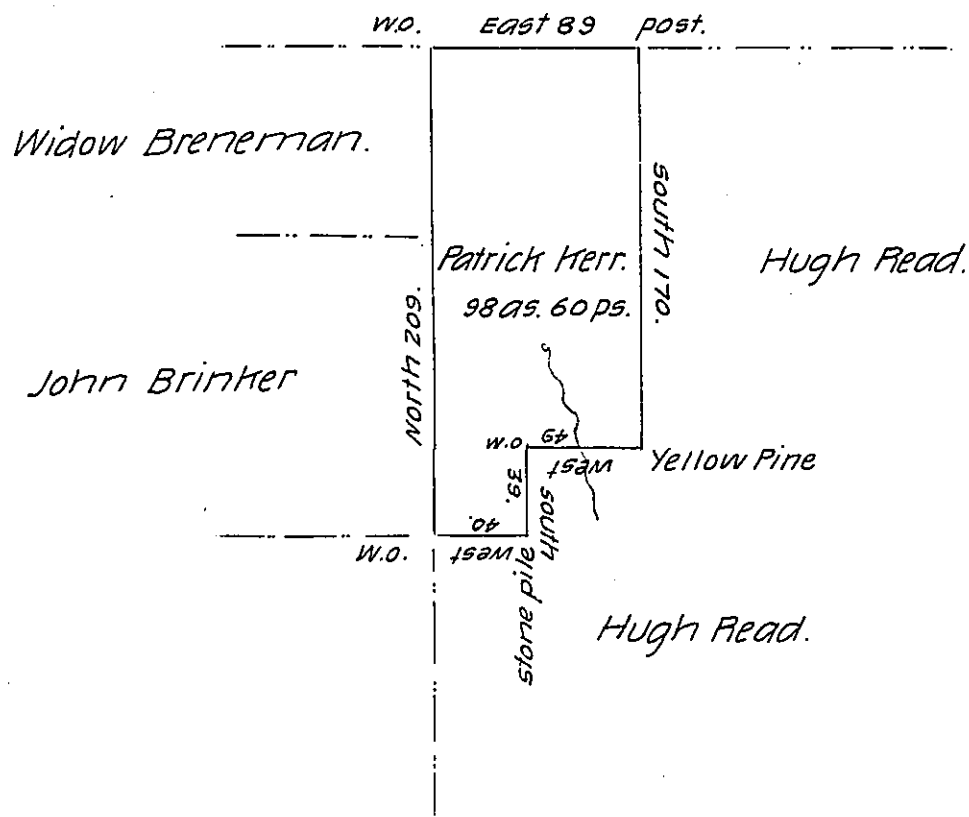 W.O. East 89 post.
Widow Breneman.
South 170.
Patrick Kerr.
98 as. 60 ps.
Hugh Read.
North 209.
John Brinker
W.O.
49
West
Yellow Pine
39.
South
40.
West
W.O.
Stone pile
Hugh Read.